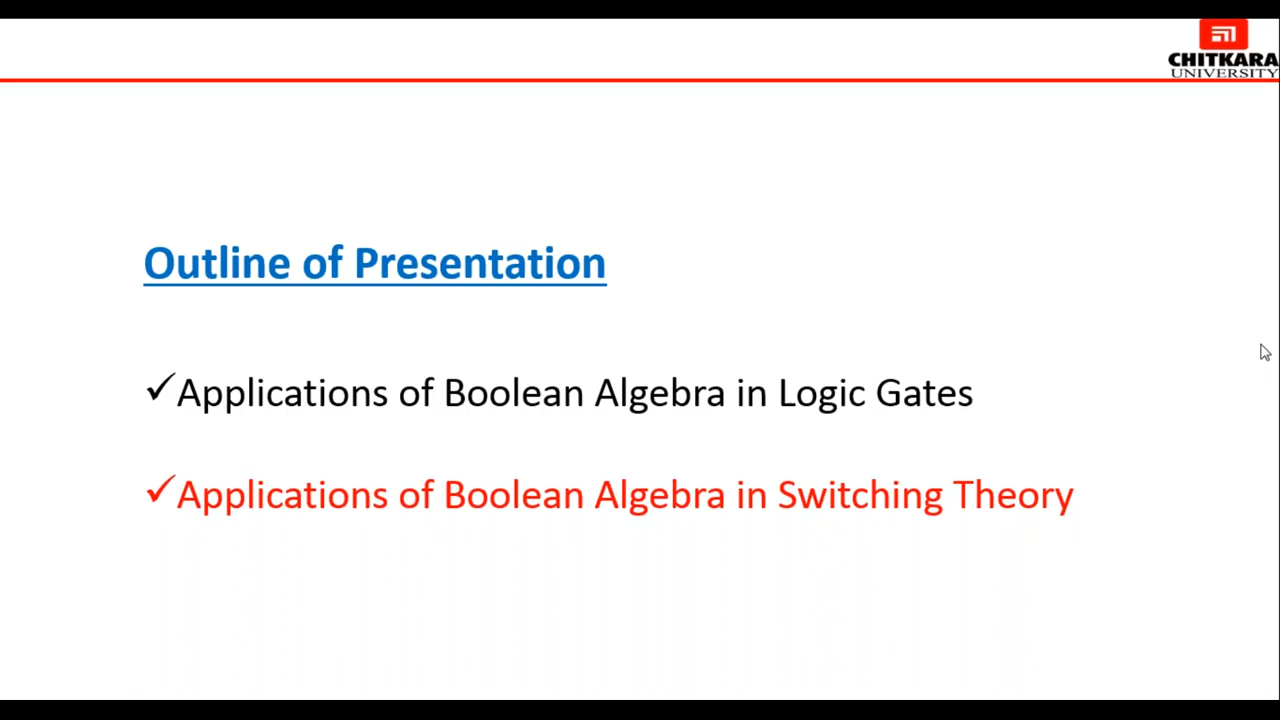 CHITKARA
UNIVERSITY
Outline of Presentation
✓Applications of Boolean Algebra in Logic Gates
✓Applications of Boolean Algebra in Switching Theory